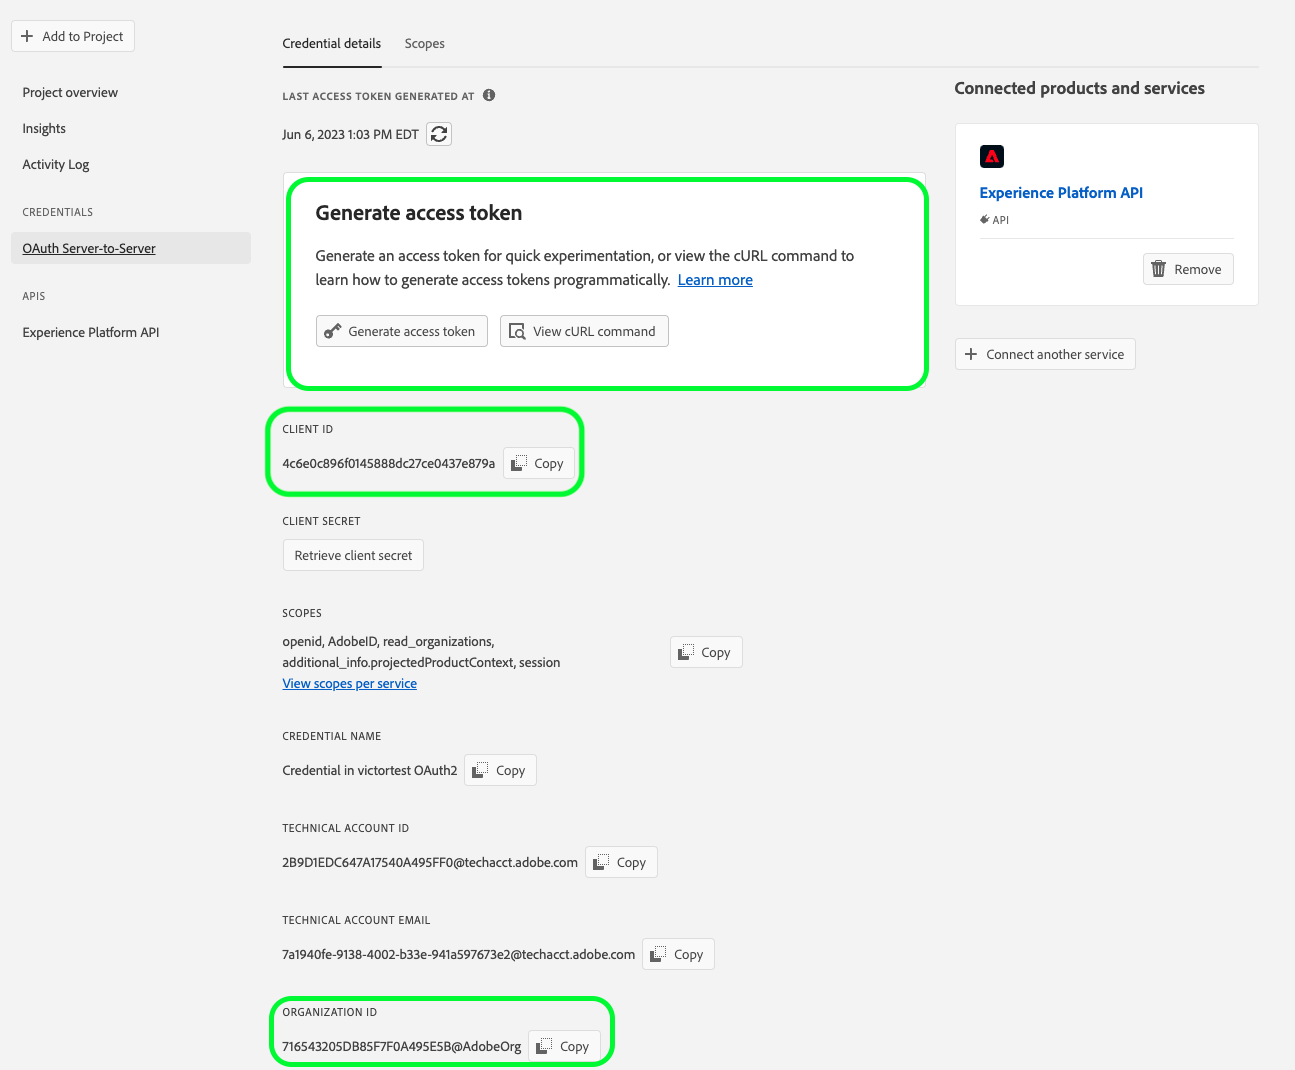 Add to Project
Project overview
Insights
Activity Log
CREDENTIALS
OAuth Server-to-Server
APIS
Experience Platform API
Credential details
Scopes
LAST ACCESS TOKEN GENERATED AT
Jun 6, 2023 1:03 PM EDT
Generate access token
Generate an access token for quick experimentation, or view the cURL command to
learn how to generate access tokens programmatically. Learn more
Generate access token
View cURL command
CLIENT ID
4c6e0c896f0145888dc27ce0437e879a
Copy
CLIENT SECRET
Retrieve client secret
SCOPES
openid, AdobeID, read_organizations,
additional_info.projectedProductContext, session
View scopes per service
Copy
CREDENTIAL NAME
Credential in victortest OAuth2
Copy
TECHNICAL ACCOUNT ID
2B9D1EDC647A17540A495FF0@techacct.adobe.com
Copy
TECHNICAL ACCOUNT EMAIL
7a1940fe-9138-4002-b33e-941a597673e2@techacct.adobe.com
Copy
ORGANIZATION ID
716543205DB85F7F0A495E5B@AdobeOrg
Copy
Connected products and services
Experience Platform API
API
Remove
Connect another service